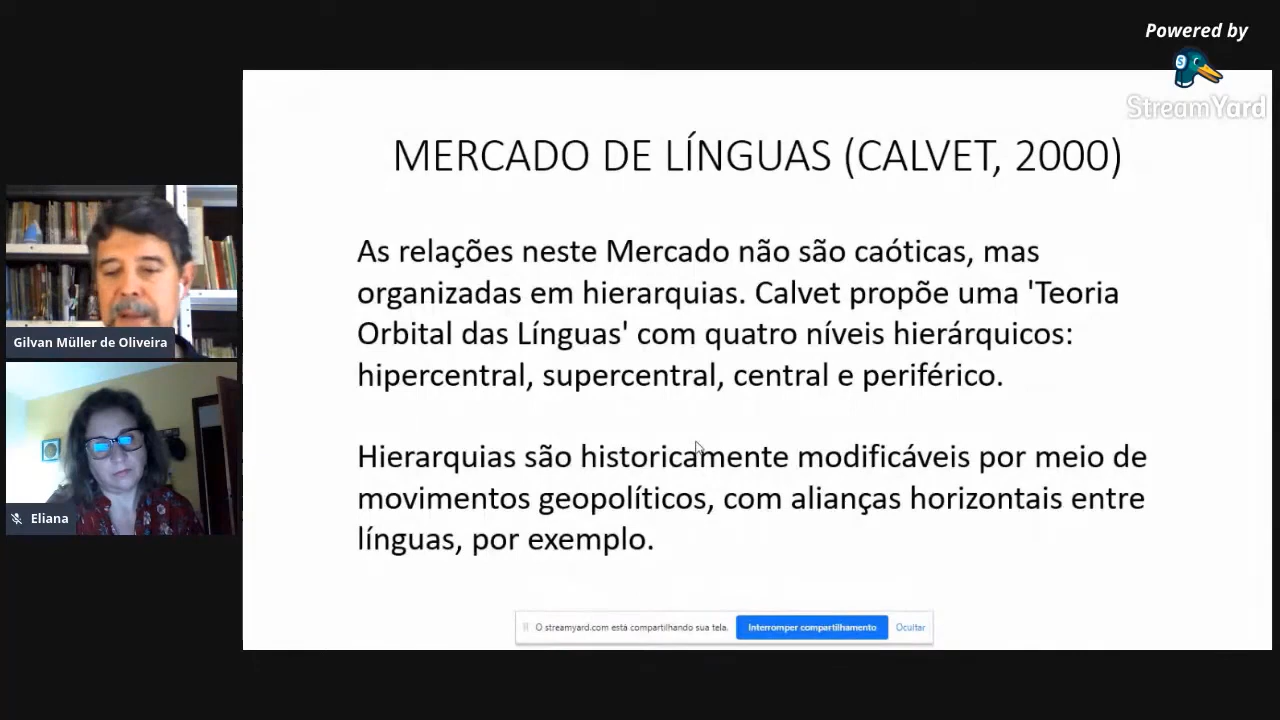 Powered by
StreamYard
MERCADO DE LÍNGUAS (CALVET, 2000)
As relações neste Mercado não são caóticas, mas
organizadas em hierarquias. Calvet propõe uma 'Teoria
Orbital das Línguas' com quatro níveis hierárquicos:
hipercentral, supercentral, central e periférico.
Hierarquias são historicamente modificáveis por meio de
movimentos geopolíticos, com alianças horizontais entre
línguas, por exemplo.
Gilvan Müller de Oliveira
Eliana
O streamyard.com está compartilhando sua tela.
Interromper compartilhamento
Ocultar